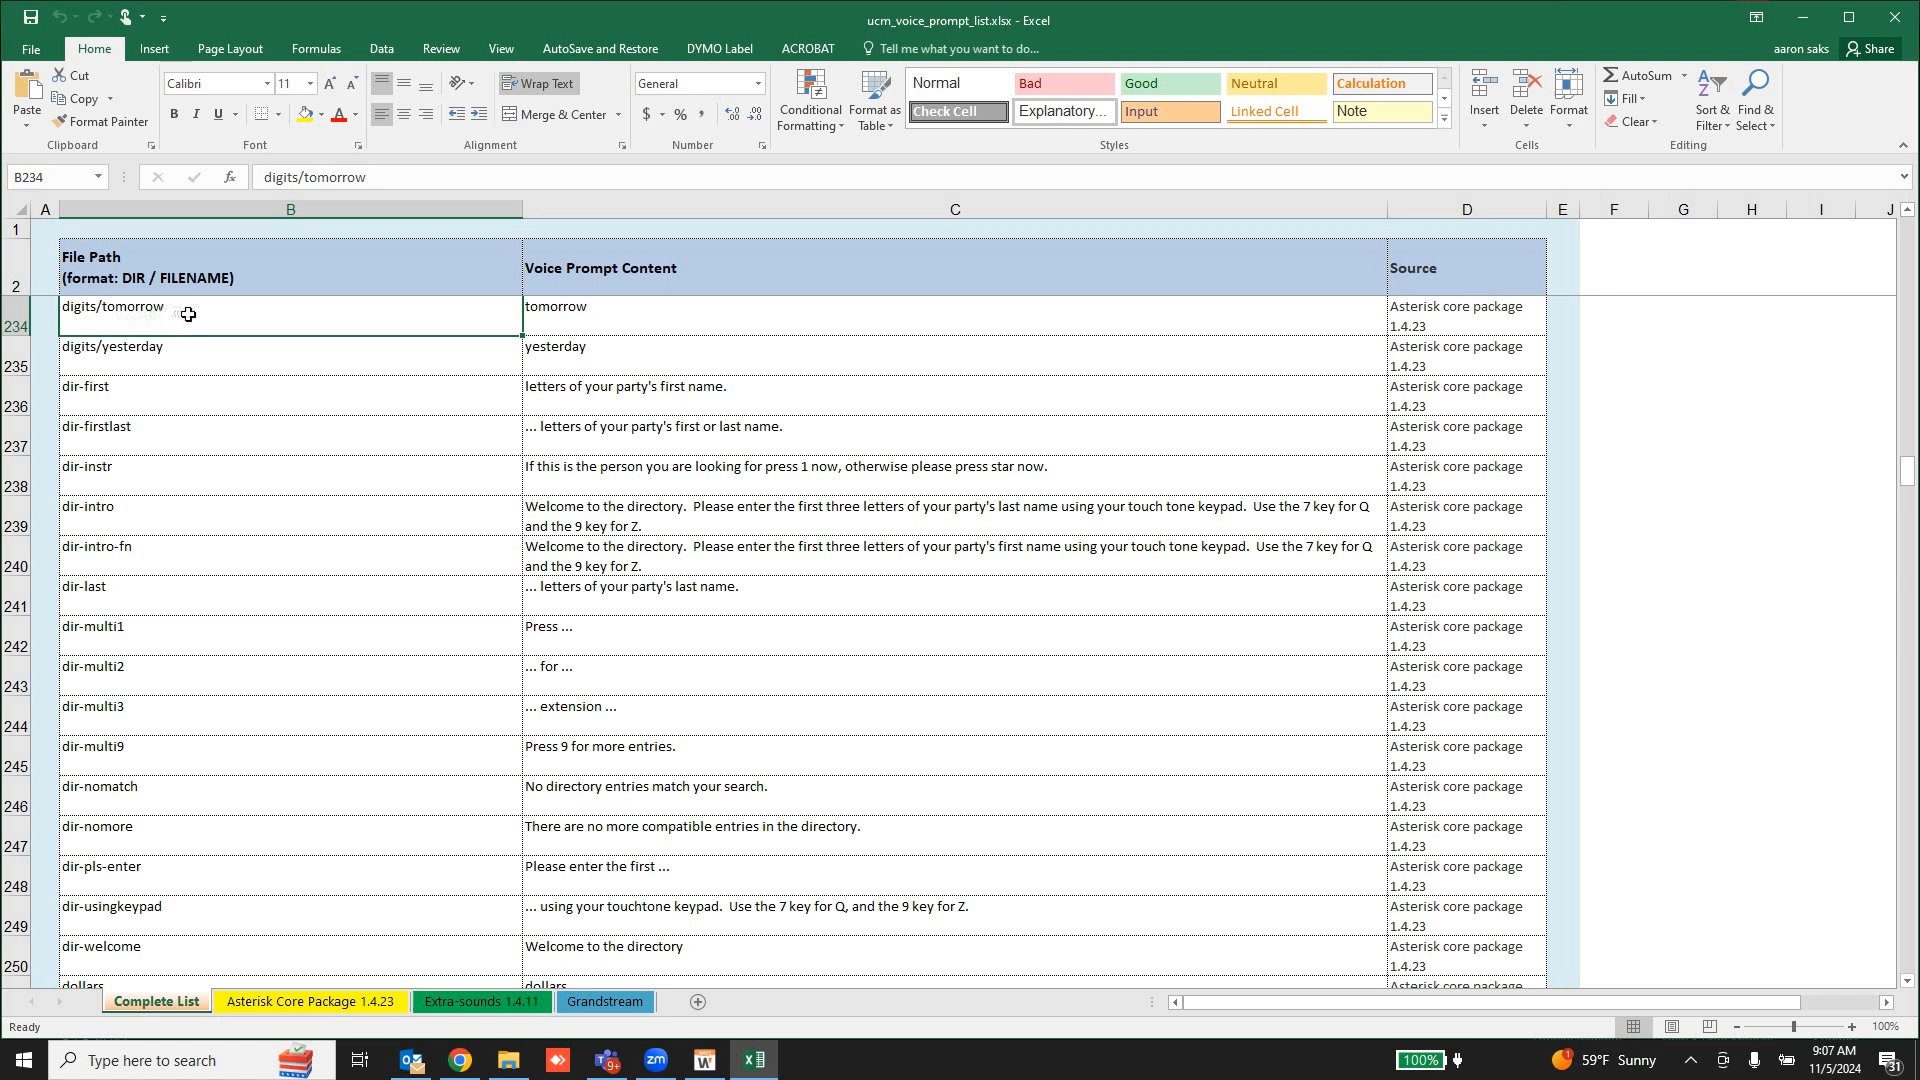 ucm_voice_prompt_list.xlsx - Excel
File Home Insert Page Layout Formulas Data Review View AutoSave and Restore DYMO Label ACROBAT Tell me what you want to do... aaron saks Share
Paste Cut Copy Format Painter
Clipboard
Calibri 11
B I U
Font
Wrap Text
Merge & Center
Alignment
General
$ % ,
Number
Conditional Formatting
Format as Table
Normal Bad Good Neutral Calculation
Check Cell Explanatory... Input Linked Cell Note
Styles
Insert Delete Format
Cells
AutoSum
Fill
Clear
Sort & Filter
Find & Select
Editing
B234 fx digits/tomorrow
A B C D E F G H I J
1
2 File Path
(format: DIR / FILENAME) Voice Prompt Content Source
234 digits/tomorrow tomorrow Asterisk core package 1.4.23
235 digits/yesterday yesterday Asterisk core package 1.4.23
236 dir-first letters of your party's first name. Asterisk core package 1.4.23
237 dir-firstlast ... letters of your party's first or last name. Asterisk core package 1.4.23
238 dir-instr If this is the person you are looking for press 1 now, otherwise please press star now. Asterisk core package 1.4.23
239 dir-intro Welcome to the directory.  Please enter the first three letters of your party's last name using your touch tone keypad.  Use the 7 key for Q and the 9 key for Z. Asterisk core package 1.4.23
240 dir-intro-fn Welcome to the directory.  Please enter the first three letters of your party's first name using your touch tone keypad.  Use the 7 key for Q and the 9 key for Z. Asterisk core package 1.4.23
241 dir-last ... letters of your party's last name. Asterisk core package 1.4.23
242 dir-multi1 Press ... Asterisk core package 1.4.23
243 dir-multi2 ... for ... Asterisk core package 1.4.23
244 dir-multi3 ... extension ... Asterisk core package 1.4.23
245 dir-multi9 Press 9 for more entries. Asterisk core package 1.4.23
246 dir-nomatch No directory entries match your search. Asterisk core package 1.4.23
247 dir-nomore There are no more compatible entries in the directory. Asterisk core package 1.4.23
248 dir-pls-enter Please enter the first ... Asterisk core package 1.4.23
249 dir-usingkeypad ... using your touchtone keypad.  Use the 7 key for Q, and the 9 key for Z. Asterisk core package 1.4.23
250 dir-welcome Welcome to the directory Asterisk core package 1.4.23
dollars dollars Asterisk core package
Complete List Asterisk Core Package 1.4.23 Extra-sounds 1.4.11 Grandstream
Ready 100%
Type here to search 100% 59°F Sunny 9:07 AM
11/5/2024 31